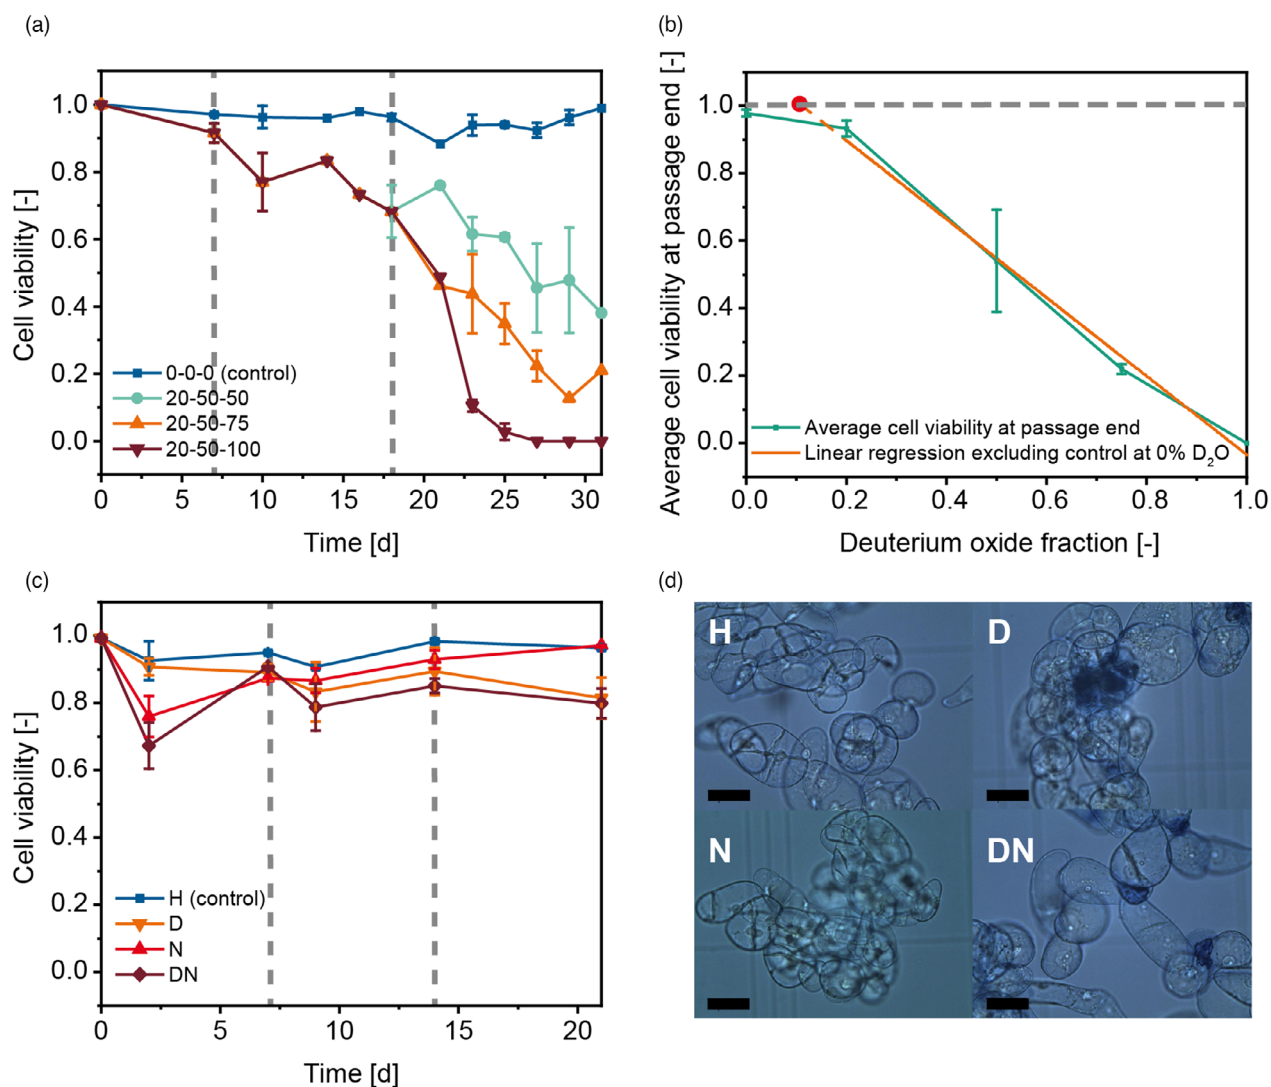 (a)
1.0
0.8
0.6
0.4
0.2
0.0
Cell viability [-]
0-0-0 (control)
20-50-50
20-50-75
20-50-100
0 5 10 15 20 25 30
Time [d]
(b)
1.0
0.8
0.6
0.4
0.2
0.0
Average cell viability at passage end [-]
Average cell viability at passage end
Linear regression excluding control at 0% D₂O
0.0 0.2 0.4 0.6 0.8 1.0
Deuterium oxide fraction [-]
(c)
1.0
0.8
0.6
0.4
0.2
0.0
Cell viability [-]
H (control)
D
N
DN
0 5 10 15 20
Time [d]
(d)
H
D
N
DN